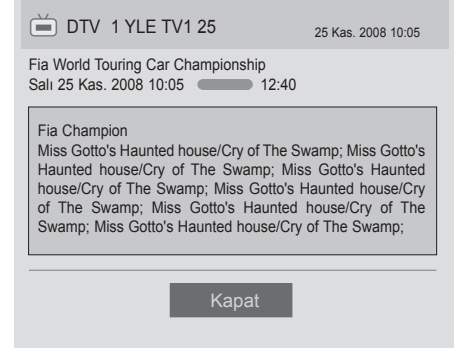 DTV 1 YLE TV1 25 25 Kas. 2008 10:05
Fia World Touring Car Championship
Salı 25 Kas. 2008 10:05 12:40
Fia Champion
Miss Gotto's Haunted house/Cry of The Swamp; Miss Gotto's
Haunted house/Cry of The Swamp; Miss Gotto's Haunted
house/Cry of The Swamp; Miss Gotto's Haunted house/Cry
of The Swamp; Miss Gotto's Haunted house/Cry of The
Swamp; Miss Gotto's Haunted house/Cry of The Swamp;
Kapat